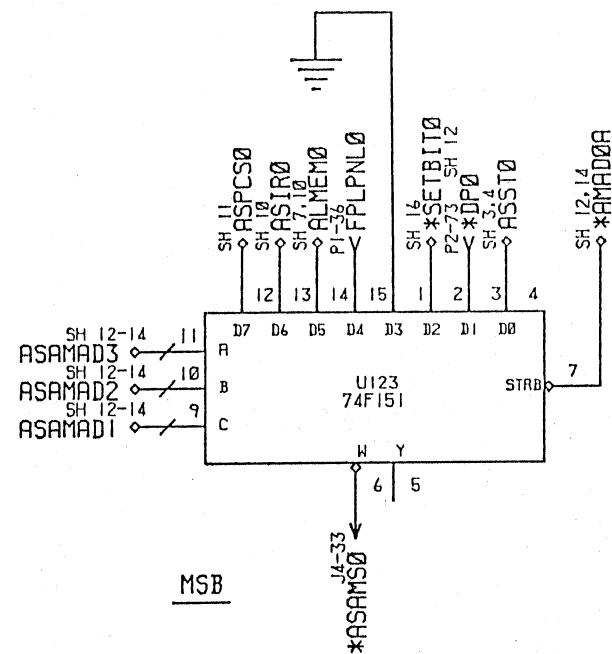 SH 11
ASPCS0
SH 10
ASIR0
SH 7,10
ALMEM0
P1-36
FPLPNL0
SH 16
*SETBIT0
P2-73 SH 12
*DP0
SH 3,4
ASST0
SH 12,14
*AMAD0A
12 13 14 15 1 2 3 4
D7 D6 D5 D4 D3 D2 D1 D0
SH 12-14
ASAMAD3 11 A
SH 12-14
ASAMAD2 10 B
SH 12-14
ASAMAD1 9 C
U123
74F151
STRB 7
W Y
6 5
J4-33
*ASAMS0
MSB